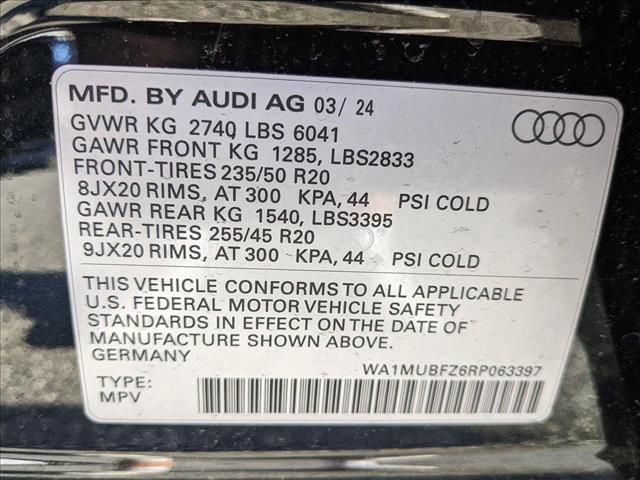 MFD. BY AUDI AG 03/ 24
GVWR KG 2740 LBS 6041
GAWR FRONT KG 1285, LBS2833
FRONT-TIRES 235/50 R20
8JX20 RIMS, AT 300 KPA, 44 PSI COLD
GAWR REAR KG 1540, LBS3395
REAR-TIRES 255/45 R20
9JX20 RIMS, AT 300 KPA, 44 PSI COLD
THIS VEHICLE CONFORMS TO ALL APPLICABLE
U.S. FEDERAL MOTOR VEHICLE SAFETY
STANDARDS IN EFFECT ON THE DATE OF
MANUFACTURE SHOWN ABOVE.
GERMANY WA1MUBFZ6RP063397
TYPE:
MPV